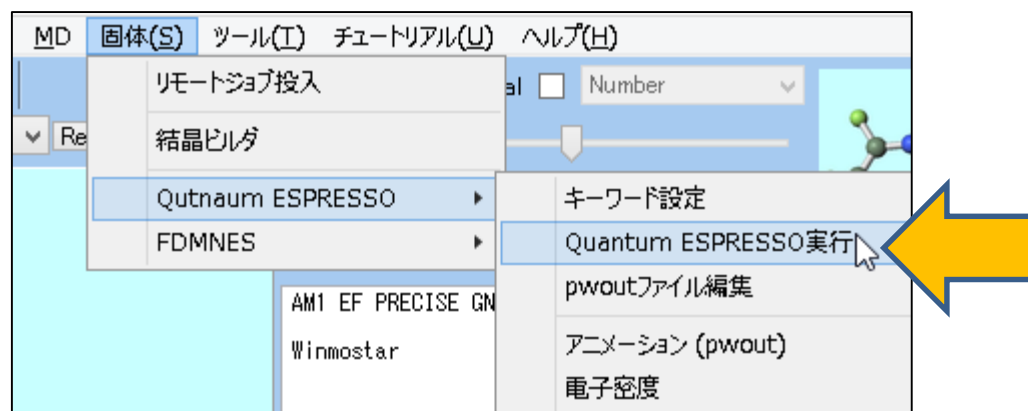 MD 固体(S) ツール(T) チュートリアル(U) ヘルプ(H)
リモートジョブ投入
al Number
Re
結晶ビルダ
Qutnaum ESPRESSO
キーワード設定
FDMNES
Quantum ESPRESSO実行
pwoutファイル編集
AM1 EF PRECISE GN
Winmostar
アニメーション (pwout)
電子密度